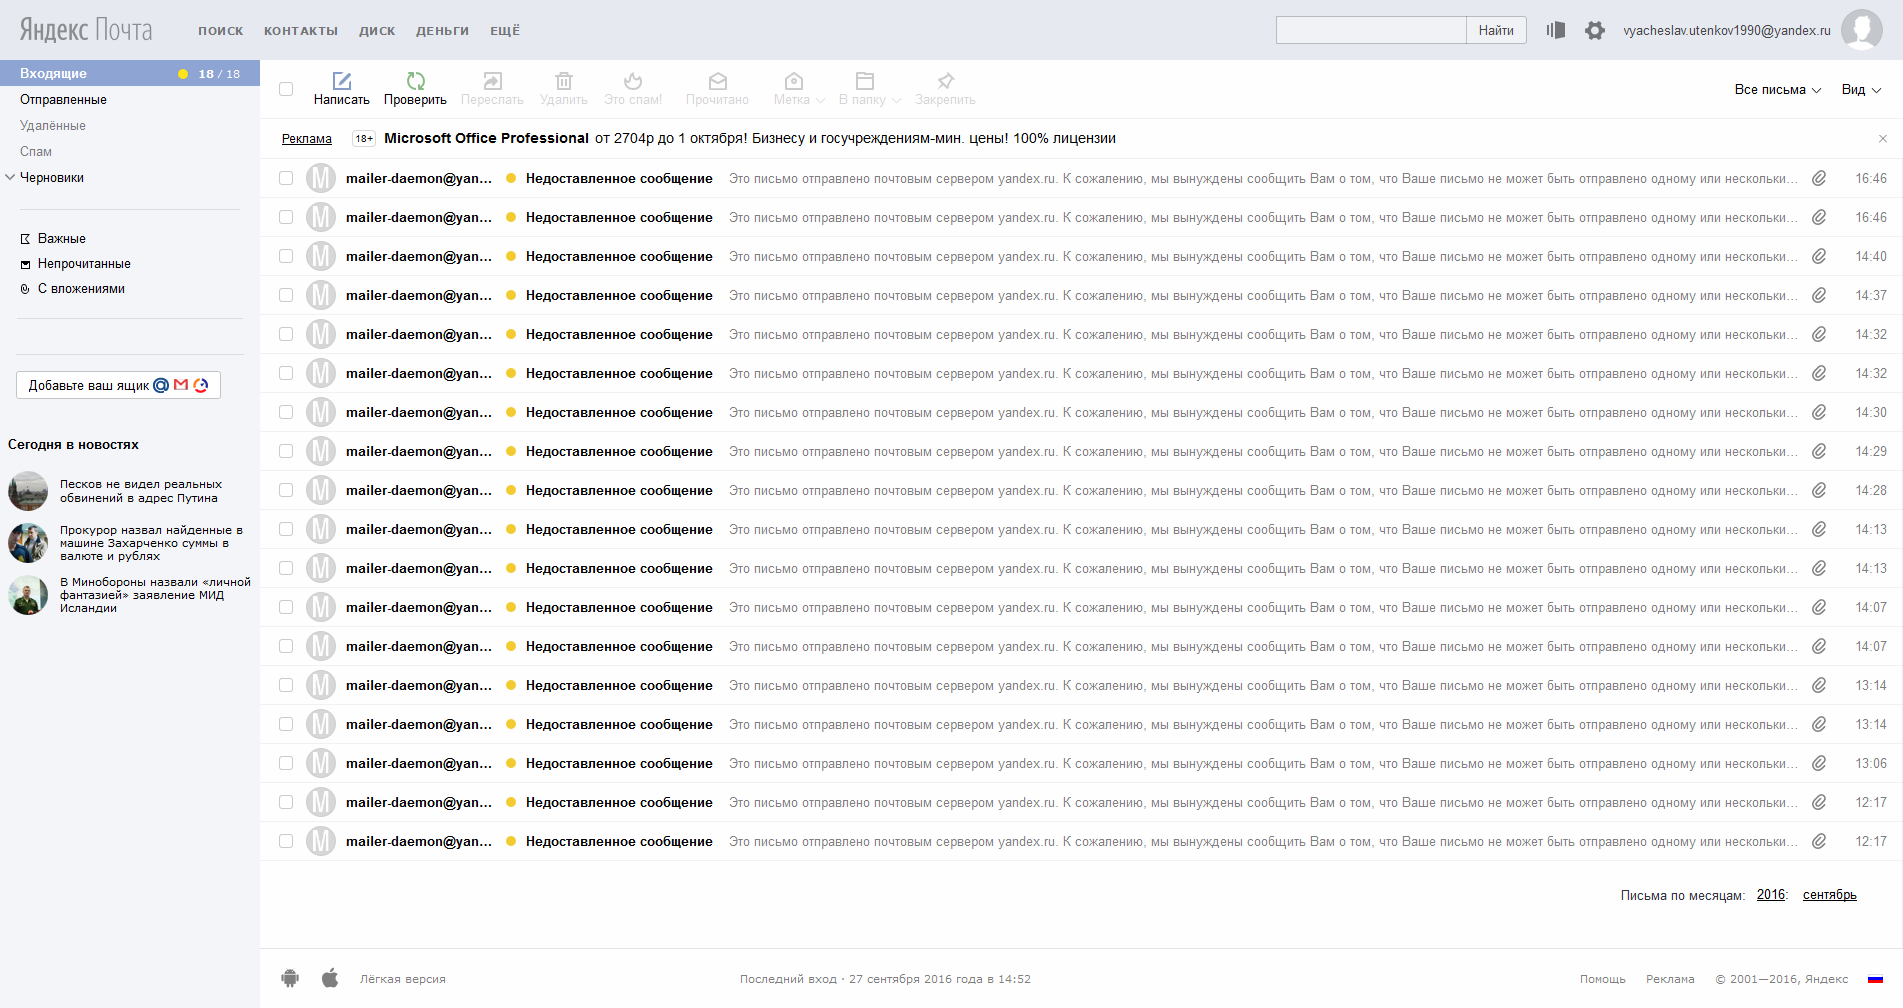 Яндекс Почта ПОИСК КОНТАКТЫ ДИСК ДЕНЬГИ ЕЩЁ Найти vyacheslav.utenkov1990@yandex.ru
Входящие 18 / 18
Отправленные
Удалённые
Спам
Черновики
Важные
Непрочитанные
С вложениями
Добавьте ваш ящик
Сегодня в новостях
Песков не видел реальных
обвинений в адрес Путина
Прокурор назвал найденные в
машине Захарченко суммы в
валюте и рублях
В Минобороны назвали «личной
фантазией» заявление МИД
Исландии
Написать Проверить Переслать Удалить Это спам! Прочитано Метка В папку Закрепить Все письма Вид
Реклама 18+ Microsoft Office Professional от 2704р до 1 октября! Бизнесу и госучреждениям-мин. цены! 100% лицензии
M mailer-daemon@yan... Недоставленное сообщение Это письмо отправлено почтовым сервером yandex.ru. К сожалению, мы вынуждены сообщить Вам о том, что Ваше письмо не может быть отправлено одному или нескольки... 16:46
M mailer-daemon@yan... Недоставленное сообщение Это письмо отправлено почтовым сервером yandex.ru. К сожалению, мы вынуждены сообщить Вам о том, что Ваше письмо не может быть отправлено одному или нескольки... 16:46
M mailer-daemon@yan... Недоставленное сообщение Это письмо отправлено почтовым сервером yandex.ru. К сожалению, мы вынуждены сообщить Вам о том, что Ваше письмо не может быть отправлено одному или нескольки... 14:40
M mailer-daemon@yan... Недоставленное сообщение Это письмо отправлено почтовым сервером yandex.ru. К сожалению, мы вынуждены сообщить Вам о том, что Ваше письмо не может быть отправлено одному или нескольки... 14:37
M mailer-daemon@yan... Недоставленное сообщение Это письмо отправлено почтовым сервером yandex.ru. К сожалению, мы вынуждены сообщить Вам о том, что Ваше письмо не может быть отправлено одному или нескольки... 14:32
M mailer-daemon@yan... Недоставленное сообщение Это письмо отправлено почтовым сервером yandex.ru. К сожалению, мы вынуждены сообщить Вам о том, что Ваше письмо не может быть отправлено одному или нескольки... 14:32
M mailer-daemon@yan... Недоставленное сообщение Это письмо отправлено почтовым сервером yandex.ru. К сожалению, мы вынуждены сообщить Вам о том, что Ваше письмо не может быть отправлено одному или нескольки... 14:30
M mailer-daemon@yan... Недоставленное сообщение Это письмо отправлено почтовым сервером yandex.ru. К сожалению, мы вынуждены сообщить Вам о том, что Ваше письмо не может быть отправлено одному или нескольки... 14:29
M mailer-daemon@yan... Недоставленное сообщение Это письмо отправлено почтовым сервером yandex.ru. К сожалению, мы вынуждены сообщить Вам о том, что Ваше письмо не может быть отправлено одному или нескольки... 14:28
M mailer-daemon@yan... Недоставленное сообщение Это письмо отправлено почтовым сервером yandex.ru. К сожалению, мы вынуждены сообщить Вам о том, что Ваше письмо не может быть отправлено одному или нескольки... 14:13
M mailer-daemon@yan... Недоставленное сообщение Это письмо отправлено почтовым сервером yandex.ru. К сожалению, мы вынуждены сообщить Вам о том, что Ваше письмо не может быть отправлено одному или нескольки... 14:13
M mailer-daemon@yan... Недоставленное сообщение Это письмо отправлено почтовым сервером yandex.ru. К сожалению, мы вынуждены сообщить Вам о том, что Ваше письмо не может быть отправлено одному или нескольки... 14:07
M mailer-daemon@yan... Недоставленное сообщение Это письмо отправлено почтовым сервером yandex.ru. К сожалению, мы вынуждены сообщить Вам о том, что Ваше письмо не может быть отправлено одному или нескольки... 14:07
M mailer-daemon@yan... Недоставленное сообщение Это письмо отправлено почтовым сервером yandex.ru. К сожалению, мы вынуждены сообщить Вам о том, что Ваше письмо не может быть отправлено одному или нескольки... 13:14
M mailer-daemon@yan... Недоставленное сообщение Это письмо отправлено почтовым сервером yandex.ru. К сожалению, мы вынуждены сообщить Вам о том, что Ваше письмо не может быть отправлено одному или нескольки... 13:14
M mailer-daemon@yan... Недоставленное сообщение Это письмо отправлено почтовым сервером yandex.ru. К сожалению, мы вынуждены сообщить Вам о том, что Ваше письмо не может быть отправлено одному или нескольки... 13:06
M mailer-daemon@yan... Недоставленное сообщение Это письмо отправлено почтовым сервером yandex.ru. К сожалению, мы вынуждены сообщить Вам о том, что Ваше письмо не может быть отправлено одному или нескольки... 12:17
M mailer-daemon@yan... Недоставленное сообщение Это письмо отправлено почтовым сервером yandex.ru. К сожалению, мы вынуждены сообщить Вам о том, что Ваше письмо не может быть отправлено одному или нескольки... 12:17
Письма по месяцам: 2016: сентябрь
Лёгкая версия Последний вход · 27 сентября 2016 года в 14:52 Помощь Реклама © 2001—2016, Яндекс